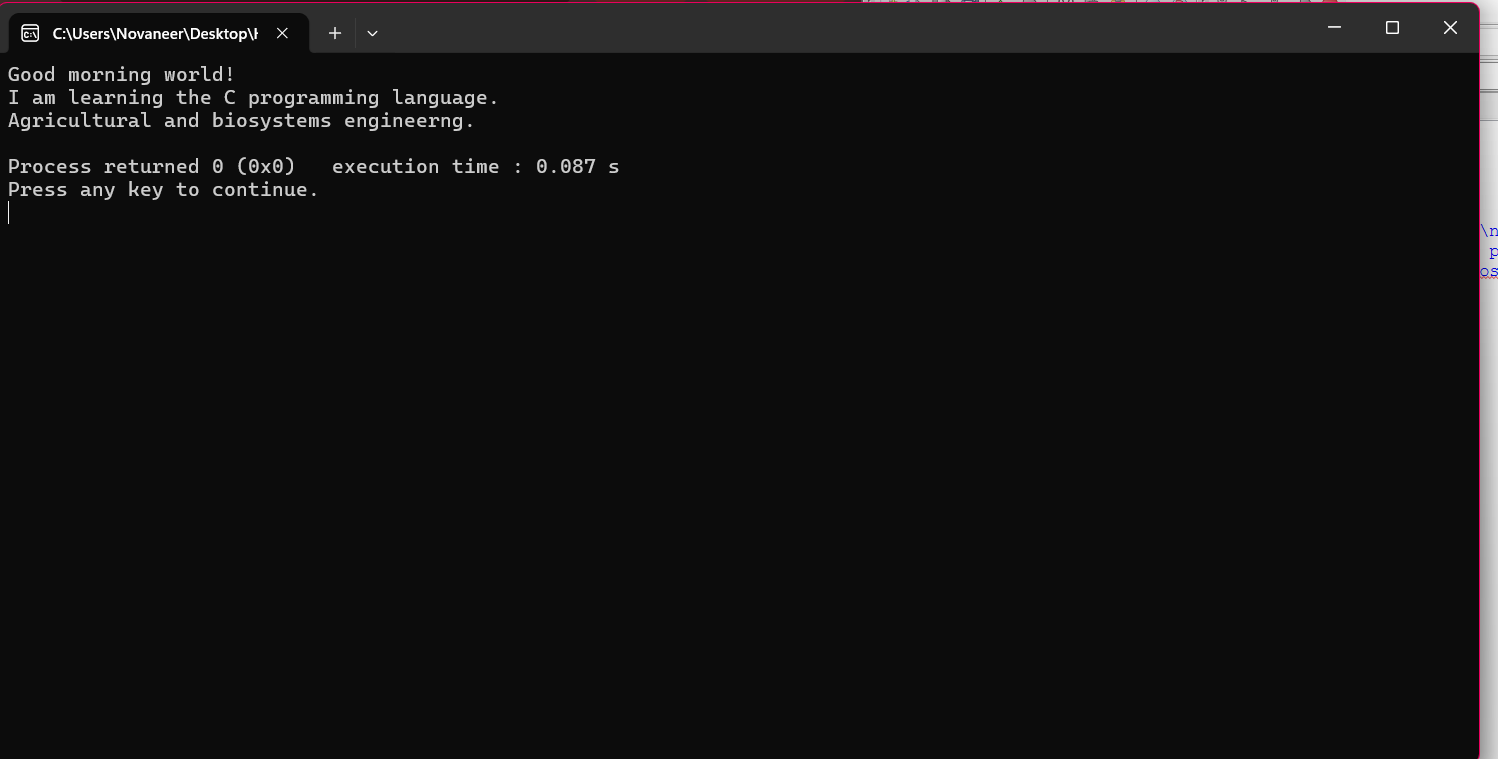 C:\Users\Novaneer\Desktop\
Good morning world!
I am learning the C programming language.
Agricultural and biosystems engineerng.
Process returned 0 (0x0)   execution time : 0.087 s
Press any key to continue.
\n
p
os